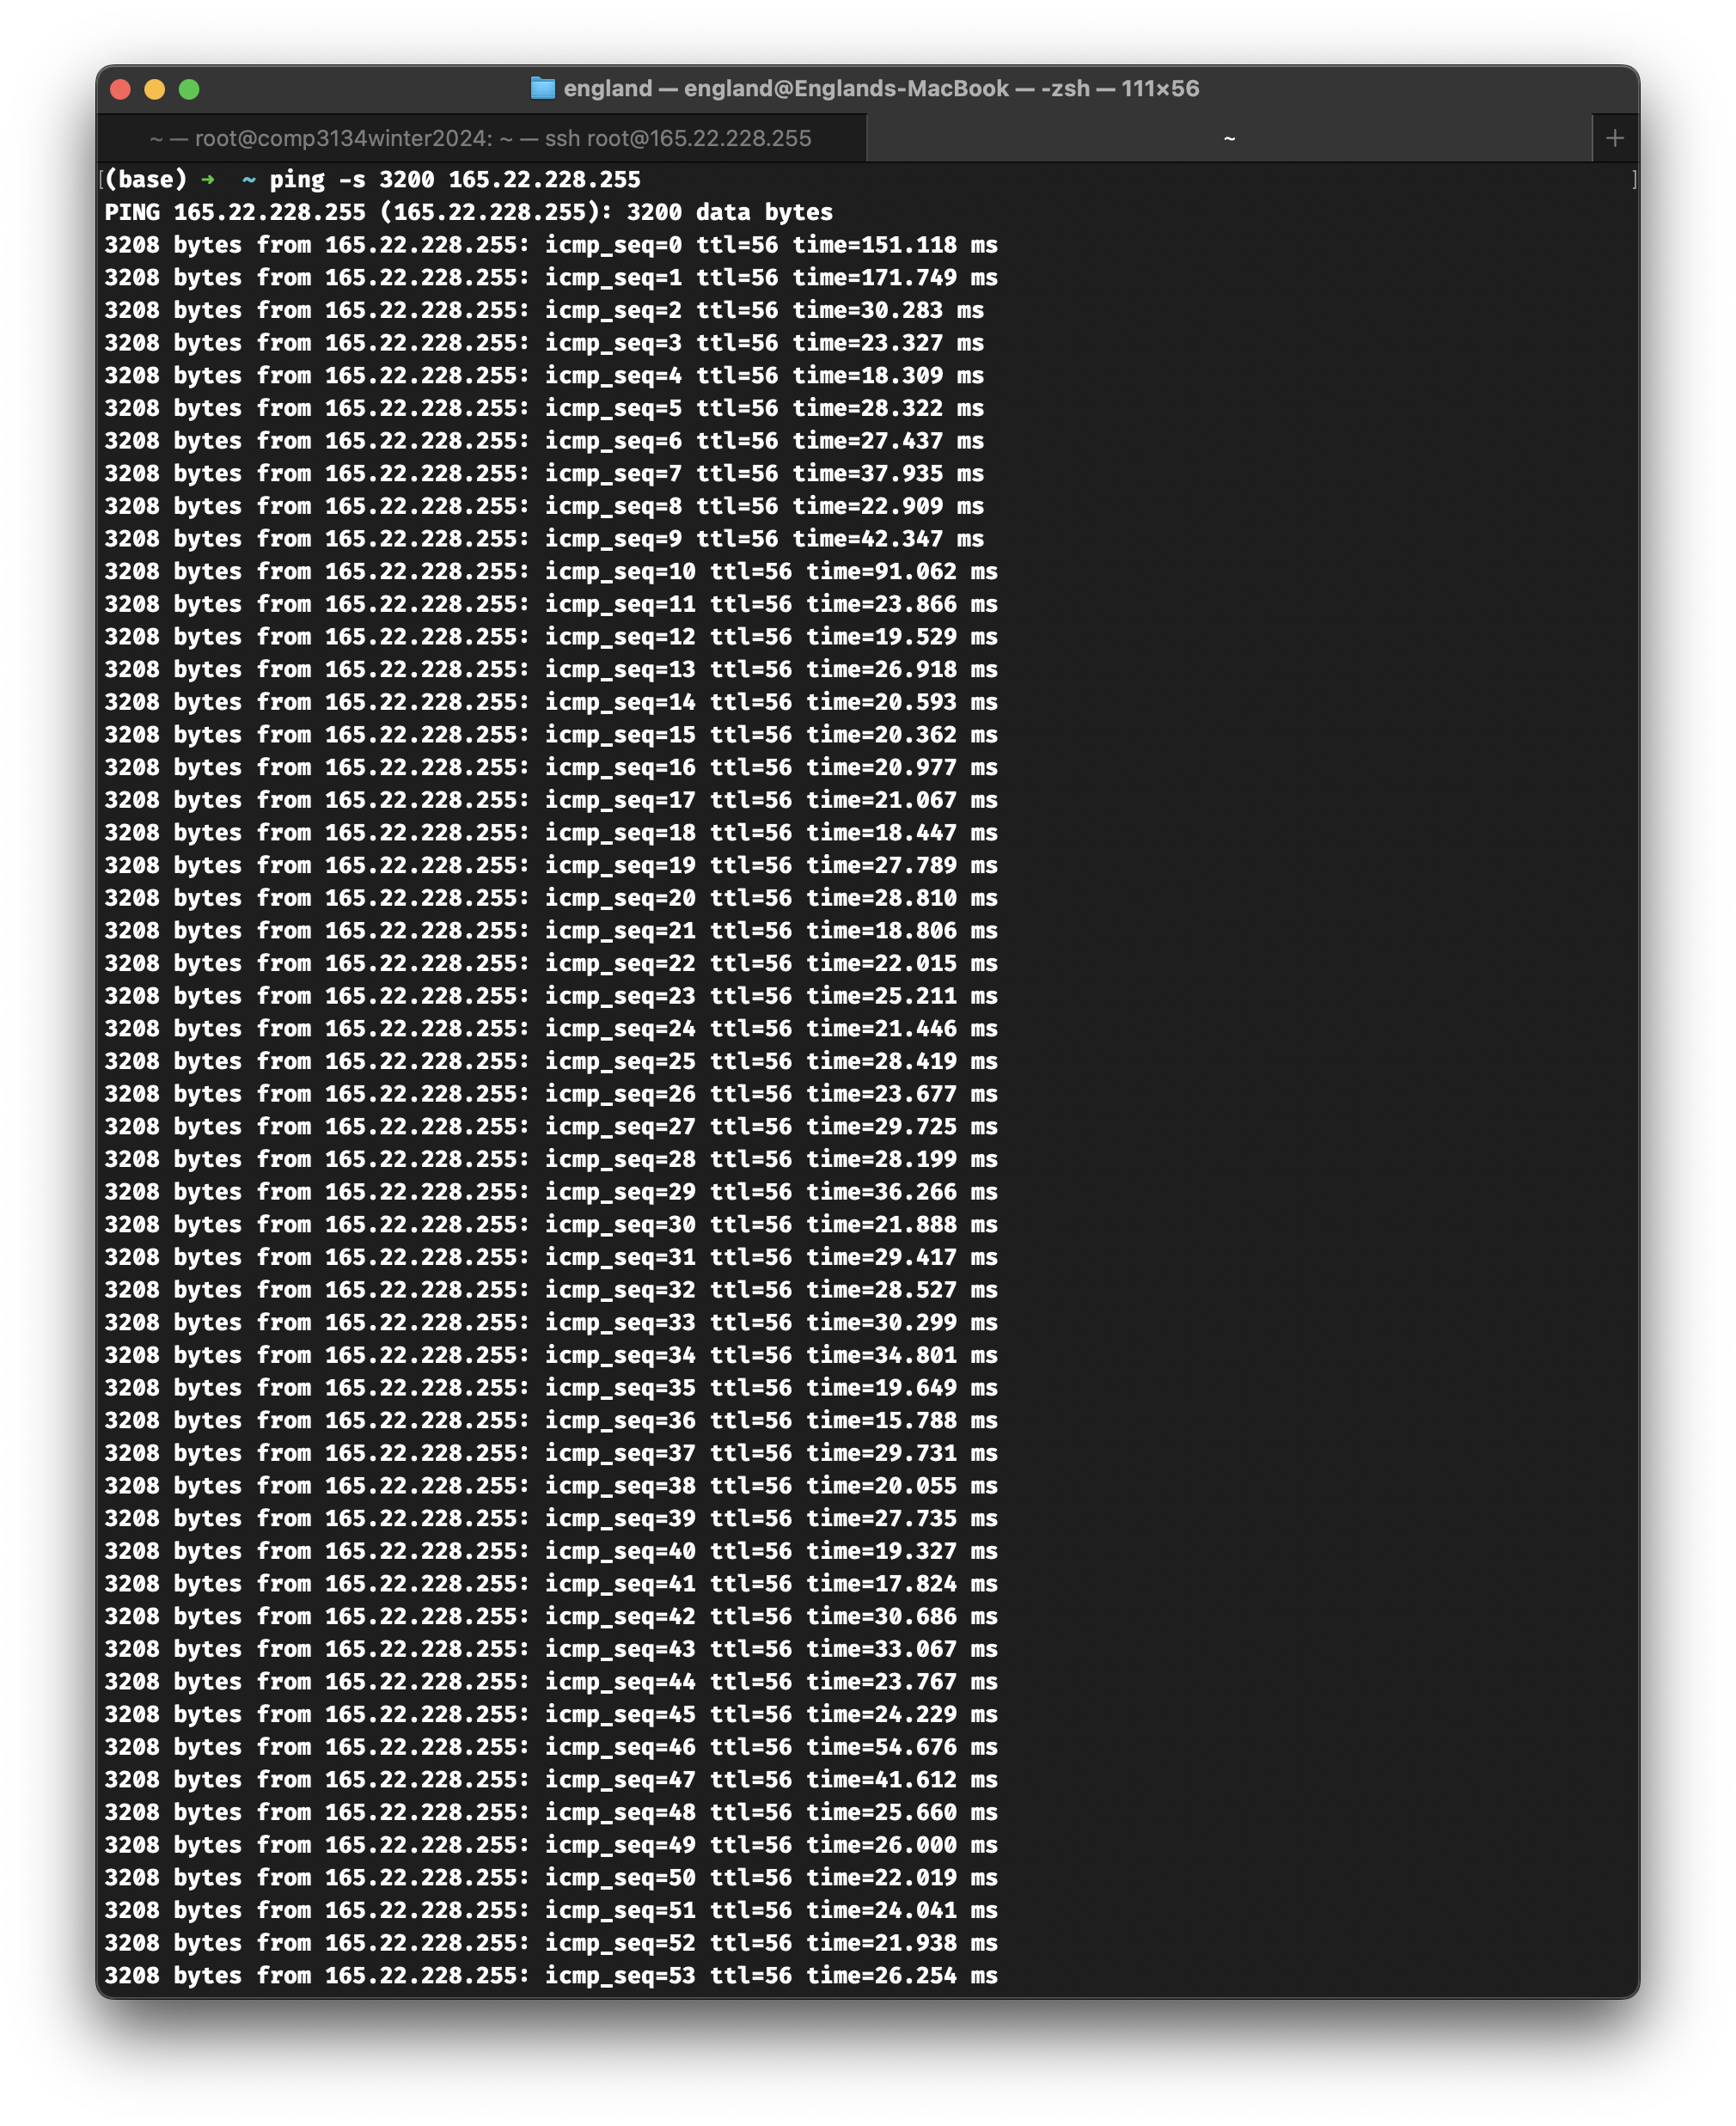 england — england@Englands-MacBook — -zsh — 111×56
~ — root@comp3134winter2024: ~ — ssh root@165.22.228.255
~
+
[(base) ➜  ~ ping -s 3200 165.22.228.255 ]
PING 165.22.228.255 (165.22.228.255): 3200 data bytes
3208 bytes from 165.22.228.255: icmp_seq=0 ttl=56 time=151.118 ms
3208 bytes from 165.22.228.255: icmp_seq=1 ttl=56 time=171.749 ms
3208 bytes from 165.22.228.255: icmp_seq=2 ttl=56 time=30.283 ms
3208 bytes from 165.22.228.255: icmp_seq=3 ttl=56 time=23.327 ms
3208 bytes from 165.22.228.255: icmp_seq=4 ttl=56 time=18.309 ms
3208 bytes from 165.22.228.255: icmp_seq=5 ttl=56 time=28.322 ms
3208 bytes from 165.22.228.255: icmp_seq=6 ttl=56 time=27.437 ms
3208 bytes from 165.22.228.255: icmp_seq=7 ttl=56 time=37.935 ms
3208 bytes from 165.22.228.255: icmp_seq=8 ttl=56 time=22.909 ms
3208 bytes from 165.22.228.255: icmp_seq=9 ttl=56 time=42.347 ms
3208 bytes from 165.22.228.255: icmp_seq=10 ttl=56 time=91.062 ms
3208 bytes from 165.22.228.255: icmp_seq=11 ttl=56 time=23.866 ms
3208 bytes from 165.22.228.255: icmp_seq=12 ttl=56 time=19.529 ms
3208 bytes from 165.22.228.255: icmp_seq=13 ttl=56 time=26.918 ms
3208 bytes from 165.22.228.255: icmp_seq=14 ttl=56 time=20.593 ms
3208 bytes from 165.22.228.255: icmp_seq=15 ttl=56 time=20.362 ms
3208 bytes from 165.22.228.255: icmp_seq=16 ttl=56 time=20.977 ms
3208 bytes from 165.22.228.255: icmp_seq=17 ttl=56 time=21.067 ms
3208 bytes from 165.22.228.255: icmp_seq=18 ttl=56 time=18.447 ms
3208 bytes from 165.22.228.255: icmp_seq=19 ttl=56 time=27.789 ms
3208 bytes from 165.22.228.255: icmp_seq=20 ttl=56 time=28.810 ms
3208 bytes from 165.22.228.255: icmp_seq=21 ttl=56 time=18.806 ms
3208 bytes from 165.22.228.255: icmp_seq=22 ttl=56 time=22.015 ms
3208 bytes from 165.22.228.255: icmp_seq=23 ttl=56 time=25.211 ms
3208 bytes from 165.22.228.255: icmp_seq=24 ttl=56 time=21.446 ms
3208 bytes from 165.22.228.255: icmp_seq=25 ttl=56 time=28.419 ms
3208 bytes from 165.22.228.255: icmp_seq=26 ttl=56 time=23.677 ms
3208 bytes from 165.22.228.255: icmp_seq=27 ttl=56 time=29.725 ms
3208 bytes from 165.22.228.255: icmp_seq=28 ttl=56 time=28.199 ms
3208 bytes from 165.22.228.255: icmp_seq=29 ttl=56 time=36.266 ms
3208 bytes from 165.22.228.255: icmp_seq=30 ttl=56 time=21.888 ms
3208 bytes from 165.22.228.255: icmp_seq=31 ttl=56 time=29.417 ms
3208 bytes from 165.22.228.255: icmp_seq=32 ttl=56 time=28.527 ms
3208 bytes from 165.22.228.255: icmp_seq=33 ttl=56 time=30.299 ms
3208 bytes from 165.22.228.255: icmp_seq=34 ttl=56 time=34.801 ms
3208 bytes from 165.22.228.255: icmp_seq=35 ttl=56 time=19.649 ms
3208 bytes from 165.22.228.255: icmp_seq=36 ttl=56 time=15.788 ms
3208 bytes from 165.22.228.255: icmp_seq=37 ttl=56 time=29.731 ms
3208 bytes from 165.22.228.255: icmp_seq=38 ttl=56 time=20.055 ms
3208 bytes from 165.22.228.255: icmp_seq=39 ttl=56 time=27.735 ms
3208 bytes from 165.22.228.255: icmp_seq=40 ttl=56 time=19.327 ms
3208 bytes from 165.22.228.255: icmp_seq=41 ttl=56 time=17.824 ms
3208 bytes from 165.22.228.255: icmp_seq=42 ttl=56 time=30.686 ms
3208 bytes from 165.22.228.255: icmp_seq=43 ttl=56 time=33.067 ms
3208 bytes from 165.22.228.255: icmp_seq=44 ttl=56 time=23.767 ms
3208 bytes from 165.22.228.255: icmp_seq=45 ttl=56 time=24.229 ms
3208 bytes from 165.22.228.255: icmp_seq=46 ttl=56 time=54.676 ms
3208 bytes from 165.22.228.255: icmp_seq=47 ttl=56 time=41.612 ms
3208 bytes from 165.22.228.255: icmp_seq=48 ttl=56 time=25.660 ms
3208 bytes from 165.22.228.255: icmp_seq=49 ttl=56 time=26.000 ms
3208 bytes from 165.22.228.255: icmp_seq=50 ttl=56 time=22.019 ms
3208 bytes from 165.22.228.255: icmp_seq=51 ttl=56 time=24.041 ms
3208 bytes from 165.22.228.255: icmp_seq=52 ttl=56 time=21.938 ms
3208 bytes from 165.22.228.255: icmp_seq=53 ttl=56 time=26.254 ms